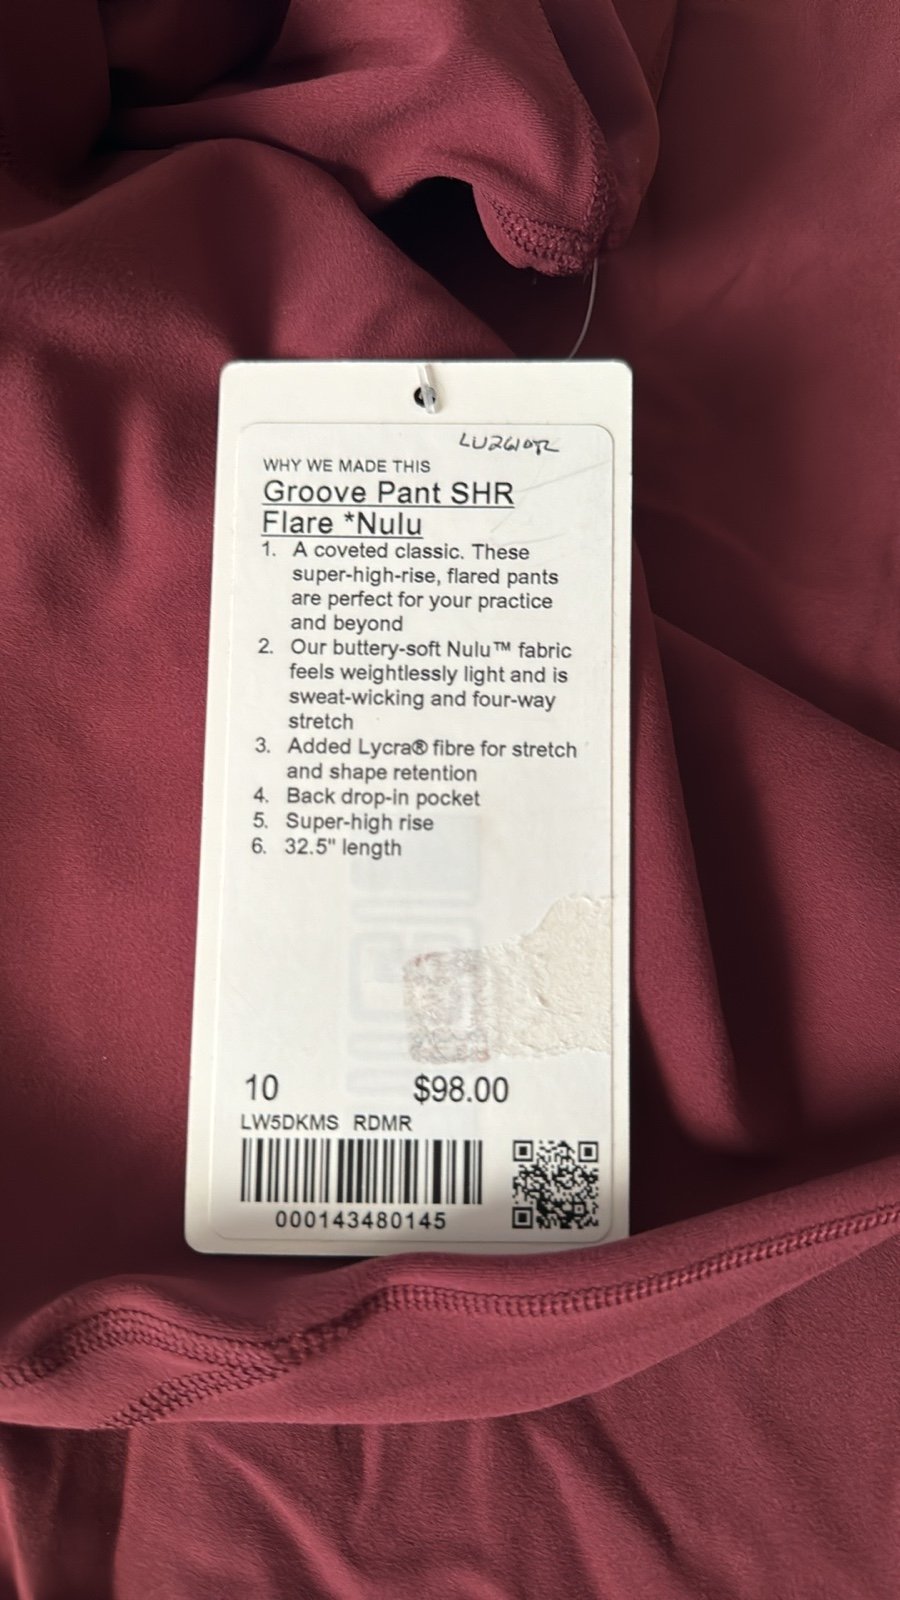 WHY WE MADE THIS
Groove Pant SHR
Flare *Nulu
1. A coveted classic. These
super-high-rise, flared pants
are perfect for your practice
and beyond
2. Our buttery-soft Nulu™ fabric
feels weightlessly light and is
sweat-wicking and four-way
stretch
3. Added Lycra® fibre for stretch
and shape retention
4. Back drop-in pocket
5. Super-high rise
6. 32.5" length
10 $98.00
LW5DKMS RDMR
000143480145